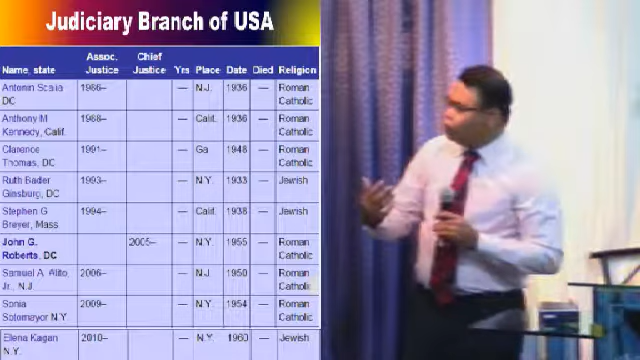 Judiciary Branch of USA
Assoc. Chief
Name, state Justice Justice Yrs Place Date Died Religion
Antonin Scalia 1986– — N.J. 1936 — Roman
DC Catholic
Anthony M 1988– — Calif. 1936 — Roman
Kennedy, Calif. Catholic
Clarence 1991– — Ga 1948 — Roman
Thomas, DC Catholic
Ruth Bader 1993– — N.Y. 1933 — Jewish
Ginsburg, DC
Stephen G 1994– — Calif. 1938 — Jewish
Breyer, Mass
John G. 2005– — N.Y. 1955 — Roman
Roberts, DC Catholic
Samuel A. Alito, 2006– — N.J. 1950 — Roman
Jr., N.J Catholic
Sonia 2009– — N.Y. 1954 — Roman
Sotomayor N.Y. Catholic
Elena Kagan 2010– — N.Y. 1960 — Jewish
N.Y.